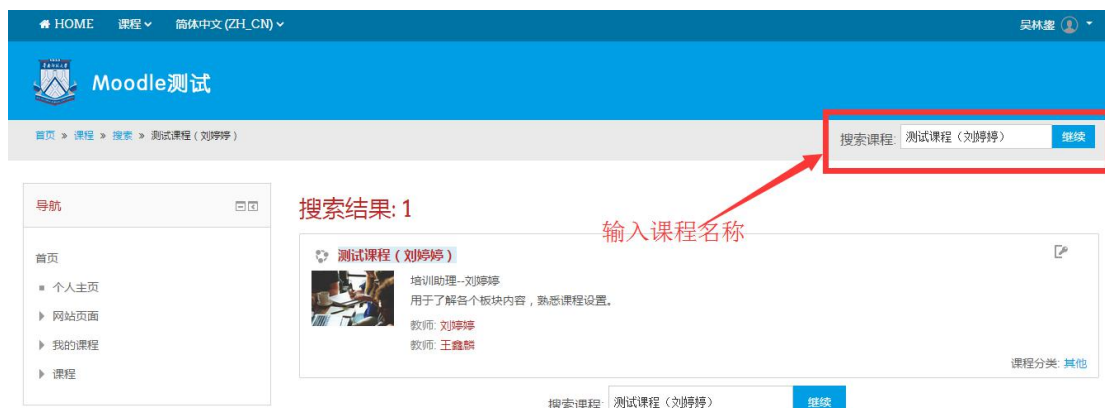 HOME 课程 简体中文 (ZH_CN) 吴林鋆
Moodle测试
首页 » 课程 » 搜索 » 测试课程（刘婷婷）
搜索课程: 测试课程（刘婷婷） 继续
导航
搜索结果: 1
输入课程名称
首页
个人主页
网站页面
我的课程
课程
测试课程（刘婷婷）
培训助理--刘婷婷
用于了解各个板块内容，熟悉课程设置。
教师: 刘婷婷
教师: 王鑫麟
课程分类: 其他
搜索课程: 测试课程（刘婷婷） 继续